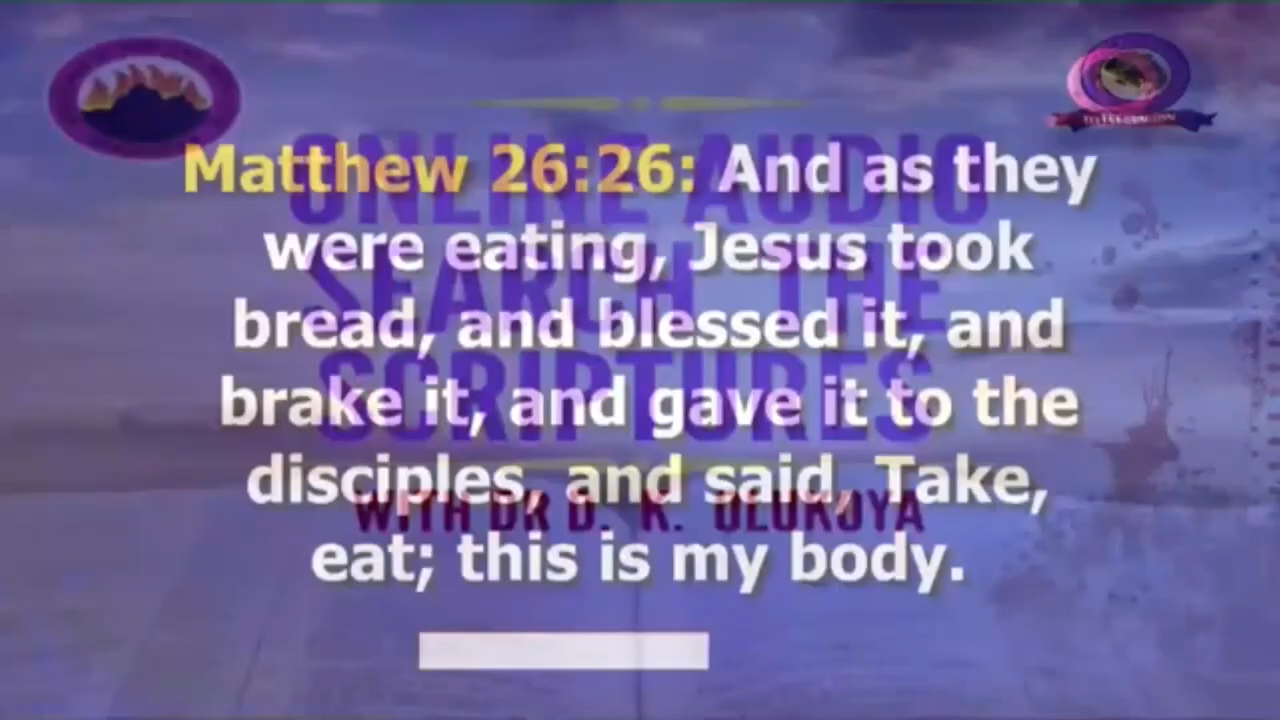 Matthew 26:26: And as they
were eating, Jesus took
bread, and blessed it, and
brake it, and gave it to the
disciples, and said, Take,
eat; this is my body.
ONLINE AUDIO
SEARCH THE
SCRIPTURES
WITH DR D. K. OLUKOYA